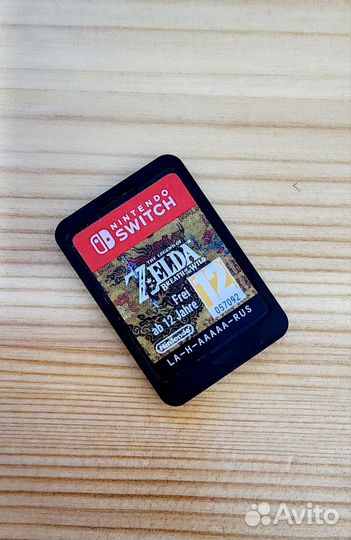 NINTENDO
SWITCH
THE LEGEND OF
ZELDA
BREATH OF THE WILD
Frei
ab 12 Jahre
12
057092
Nintendo
LA-H-AAAAA-RUS
Avito